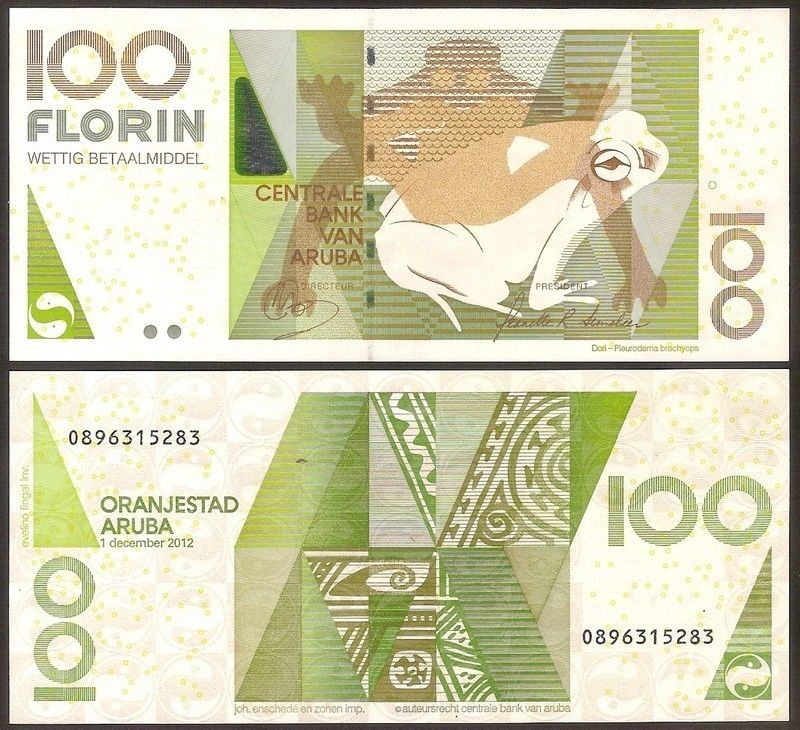 100
FLORIN
WETTIG BETAALMIDDEL
CENTRALE
BANK
VAN
ARUBA
DIRECTEUR
PRESIDENT
100
Dori – Pleurodema brachyops
0896315283
evelino fingal inv.
ORANJESTAD
ARUBA
1 december 2012
100
100
0896315283
joh. enschedé en zonen imp.
© auteursrecht centrale bank van aruba